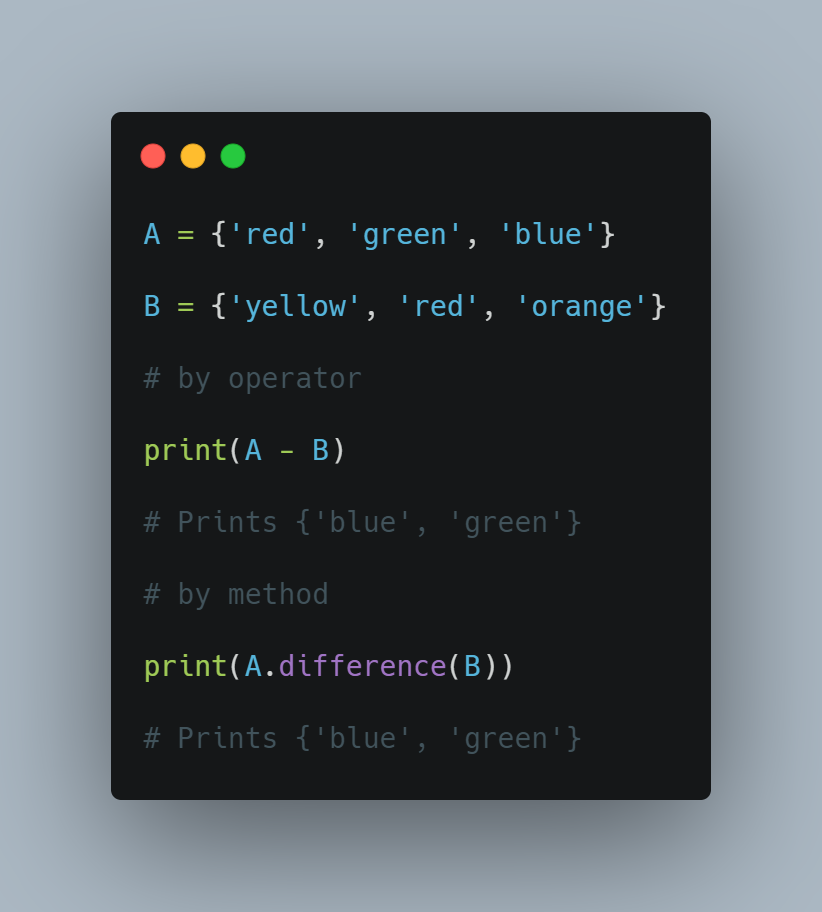 A = {'red', 'green', 'blue'}
B = {'yellow', 'red', 'orange'}
# by operator
print(A - B)
# Prints {'blue', 'green'}
# by method
print(A.difference(B))
# Prints {'blue', 'green'}